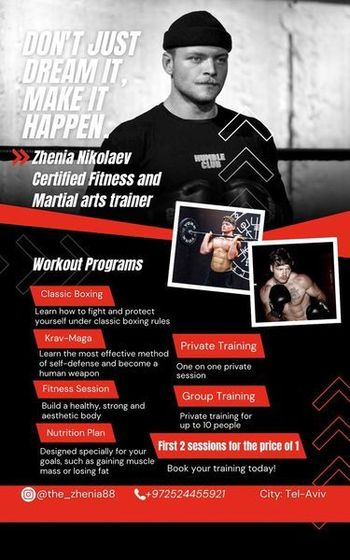 DON'T JUST
DREAM IT,
MAKE IT
HAPPEN.
Zhenia Nikolaev
Certified Fitness and
Martial arts trainer
HUMBLE
CLUB
Workout Programs
Classic Boxing
Learn how to fight and protect
yourself under classic boxing rules
Krav-Maga
Learn the most effective method
of self-defense and become a
human weapon
Fitness Session
Build a healthy, strong and
aesthetic body
Nutrition Plan
Designed specially for your
goals, such as gaining muscle
mass or losing fat
Private Training
One on one private
session
Group Training
Private training for
up to 10 people
First 2 sessions for the price of 1
Book your training today!
@the_zhenia88
+972524455921
City: Tel-Aviv